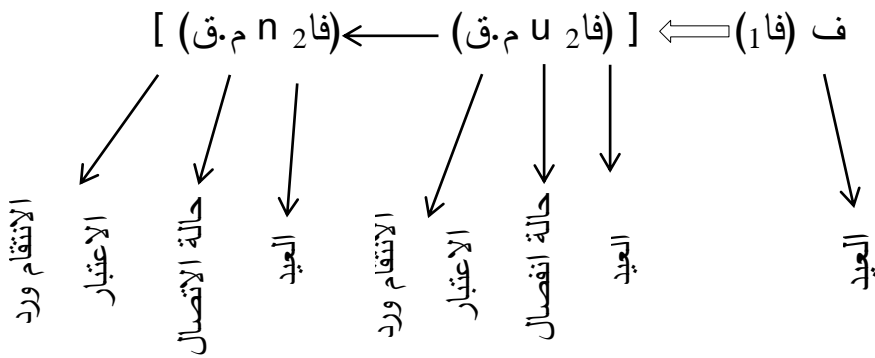 ف (فا1) [ (فا2 u م.ق) (فا2 n م.ق) ]
العيد
العيد
حالة انفصال
الانتقام ورد
الاعتبار
العيد
حالة الاتصال
الانتقام ورد
الاعتبار